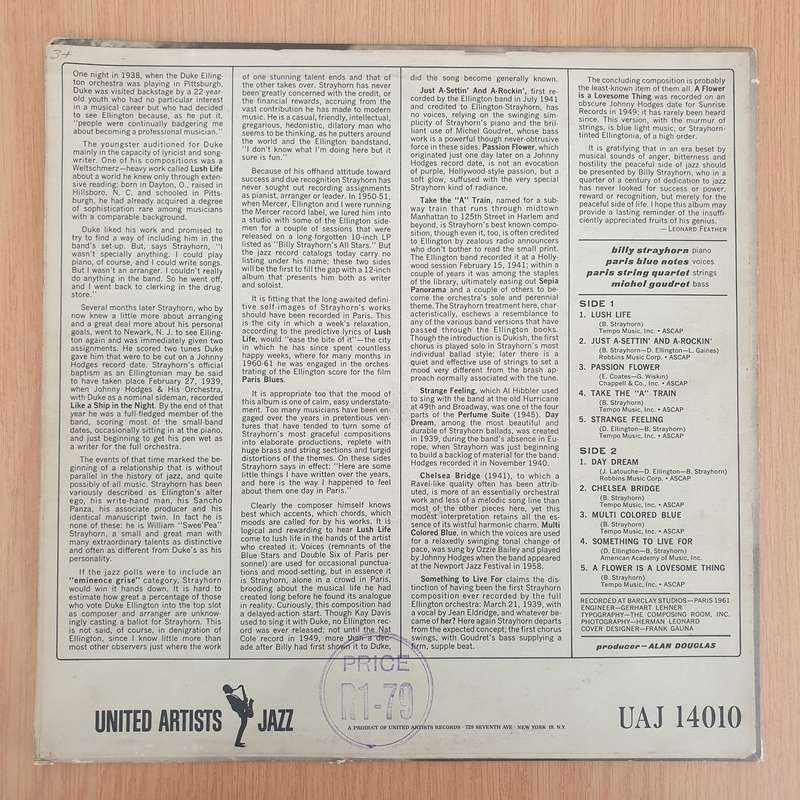 34
One night in 1938, when the Duke Elling-
ton orchestra was playing in Pittsburgh,
Duke was visited backstage by a 22-year-
old youth who had no particular interest
in a musical career but who had decided
to see Ellington because, as he put it,
"people were continually badgering me
about becoming a professional musician."
The youngster auditioned for Duke
mainly in the capacity of lyricist and song-
writer. One of his compositions was a
Weltschmerz—heavy work called Lush Life
about a world he knew only through exten-
sive reading; born in Dayton, O., raised in
Hillsboro, N. C. and schooled in Pitts-
burgh, he had already acquired a degree
of sophistication rare among musicians
with a comparable background.
Duke liked his work and promised to
try to find a way of including him in the
band's set-up. But, says Strayhorn, "I
wasn't specially anything. I could play
piano, of course, and I could write songs.
But I wasn't an arranger. I couldn't really
do anything in the band. So he went off,
and I went back to clerking in the drug-
store."
Several months later Strayhorn, who by
now knew a little more about arranging
and a great deal more about his personal
goals, went to Newark, N. J. to see Elling-
ton again and was immediately given two
assignments. He scored two tunes Duke
gave him that were to be cut on a Johnny
Hodges record date. Strayhorn's official
baptism as an Ellingtonian may be said
to have taken place February 27, 1939,
when Johnny Hodges & His Orchestra,
with Duke as a nominal sideman, recorded
Like a Ship in the Night. By the end of that
year he was a full-fledged member of the
band, scoring most of the small-band
dates, occasionally sitting in at the piano,
and just beginning to get his pen wet as
a writer for the full orchestra.
The events of that time marked the be-
ginning of a relationship that is without
parallel in the history of jazz, and quite
possibly of all music. Strayhorn has been
variously described as Ellington's alter
ego, his write-hand man, his Sancho
Panza, his associate producer and his
identical manuscript twin. In fact he is
none of these: he is William "Swee'Pea"
Strayhorn, a small and great man with
many extraordinary talents as distinctive
and often as different from Duke's as his
personality.
If the jazz polls were to include an
"eminence grise" category, Strayhorn
would win it hands down. It is hard to
estimate how great a percentage of those
who vote Duke Ellington into the top slot
as composer and arranger are unknow-
ingly casting a ballot for Strayhorn. This
is not said, of course, in denigration of
Ellington, since I know little more than
most other observers just where the work
of one stunning talent ends and that of
the other takes over. Strayhorn has never
been greatly concerned with the credit, or
the financial rewards, accruing from the
vast contribution he has made to modern
music. He is a casual, friendly, intellectual,
gregarious, hedonistic, dilatory man who
seems to be thinking, as he putters around
the world and the Ellington bandstand,
"I don't know what I'm doing here but it
sure is fun."
Because of his offhand attitude toward
success and due recognition Strayhorn has
never sought out recording assignments
as pianist, arranger or leader. In 1950-51,
when Mercer, Ellington and I were running
the Mercer record label, we lured him into
a studio with some of the Ellington side-
men for a couple of sessions that were
released on a long-forgotten 10-inch LP
listed as "Billy Strayhorn's All Stars." But
the jazz record catalogs today carry no
listing under his name; these two sides
will be the first to fill the gap with a 12-inch
album that presents him both as writer
and soloist.
It is fitting that the long-awaited defini-
tive self-images of Strayhorn's works
should have been recorded in Paris. This
is the city in which a week's relaxation,
according to the predictive lyrics of Lush
Life, would "ease the bite of it"—the city
in which he has since spent countless
happy weeks, where for many months in
1960-61 he was engaged in the orches-
trating of the Ellington score for the film
Paris Blues.
It is appropriate too that the mood of
this album is one of calm, easy understate-
ment. Too many musicians have been en-
gaged over the years in pretentious ven-
tures that have tended to turn some of
Strayhorn's most graceful compositions
into elaborate productions, replete with
huge brass and string sections and turgid
distortions of the themes. On these sides
Strayhorn says in effect: "Here are some
little things I have written over the years,
and here is the way I happened to feel
about them one day in Paris."
Clearly the composer himself knows
best which accents, which chords, which
moods are called for by his works. It is
logical and rewarding to hear Lush Life
come to lush life in the hands of the artist
who created it. Voices (remnants of the
Blue Stars and Double Six of Paris per-
sonnel) are used for occasional punctua-
tions and mood-setting, but in essence it
is Strayhorn, alone in a crowd in Paris,
brooding about the musical life he had
created long before he found its analogue
in reality. Curiously, this composition had
a delayed-action start. Though Kay Davis
used to sing it with Duke, no Ellington rec-
ord was ever released; not until the Nat
Cole record in 1949, more than a dec-
ade after Billy had first shown it to Duke,
did the song become generally known.
Just A-Settin' And A-Rockin', first re-
corded by the Ellington band in July 1941
and credited to Ellington-Strayhorn, has
no voices, relying on the swinging sim-
plicity of Strayhorn's piano and the bril-
liant use of Michel Goudret, whose bass
work is a powerful though never-obtrusive
force in these sides. Passion Flower, which
originated just one day later on a Johnny
Hodges record date, is not an evocation
of purple, Hollywood-style passion, but a
soft glow, suffused with the very special
Strayhorn kind of radiance.
Take the "A" Train, named for a sub-
way train that runs through midtown
Manhattan to 125th Street in Harlem and
beyond, is Strayhorn's best known compo-
sition, though even it, too, is often credited
to Ellington by zealous radio announcers
who don't bother to read the small print.
The Ellington band recorded it at a Holly-
wood session February 15, 1941; within a
couple of years it was among the staples
of the library, ultimately easing out Sepia
Panorama and a couple of others to be-
come the orchestra's sole and perennial
theme. The Strayhorn treatment here, char-
acteristically, eschews a resemblance to
any of the various band versions that have
passed through the Ellington books.
Though the introduction is Dukish, the first
chorus is played solo in Strayhorn's most
individual ballad style; later there is a
quiet and effective use of strings to set a
mood very different from the brash ap-
proach normally associated with the tune.
Strange Feeling, which Al Hibbler used
to sing with the band at the old Hurricane
at 49th and Broadway, was one of the four
parts of the Perfume Suite (1945). Day
Dream, among the most beautiful and
durable of Strayhorn ballads, was created
in 1939, during the band's absence in Eu-
rope, when Strayhorn was just beginning
to build a backlog of material for the band.
Hodges recorded it in November 1940.
Chelsea Bridge (1941), to which a
Ravel-like quality often has been attrib-
uted, is more of an essentially orchestral
work and less of a melodic song line than
most of the other pieces here, yet this
modest interpretation retains all the es-
sence of its wistful harmonic charm. Multi
Colored Blue, in which the voices are used
for a relaxedly swinging tonal change of
pace, was sung by Ozzie Bailey and played
by Johnny Hodges when the band appeared
at the Newport Jazz Festival in 1958.
Something to Live For claims the dis-
tinction of having been the first Strayhorn
composition ever recorded by the full
Ellington orchestra: March 21, 1939, with
a vocal by Jean Eldridge, and whatever be-
came of her? Here again Strayhorn departs
from the expected concept; the first chorus
swings, with Goudret's bass supplying a
firm, supple beat.
The concluding composition is probably
the least-known item of them all. A Flower
is a Lovesome Thing was recorded on an
obscure Johnny Hodges date for Sunrise
Records in 1949; it has rarely been heard
since. This version, with the murmur of
strings, is blue light music, or Strayhorn-
tinted Ellingtonia, of a high order.
It is gratifying that in an era beset by
musical sounds of anger, bitterness and
hostility the peaceful side of jazz should
be presented by Billy Strayhorn, who in a
quarter of a century of dedication to jazz
has never looked for success or power,
reward or recognition, but merely for the
peaceful side of life. I hope this album may
provide a lasting reminder of the insuffi-
ciently appreciated fruits of his genius.
— LEONARD FEATHER
billy strayhorn piano
paris blue notes voices
paris string quartet strings
michel goudret bass
SIDE 1
1. LUSH LIFE
(B. Strayhorn)
Tempo Music, Inc. • ASCAP
2. JUST A-SETTIN' AND A-ROCKIN'
(B. Strayhorn—D. Ellington—L. Gaines)
Robbins Music Corp. • ASCAP
3. PASSION FLOWER
(E. Coates—G. Wiskin)
Chappell & Co., Inc. • ASCAP
4. TAKE THE "A" TRAIN
(B. Strayhorn)
Tempo Music, Inc. • ASCAP
5. STRANGE FEELING
(D. Ellington—B. Strayhorn)
Tempo Music, Inc. • ASCAP
SIDE 2
1. DAY DREAM
(J. Latouche—D. Ellington—B. Strayhorn)
Robbins Music Corp. • ASCAP
2. CHELSEA BRIDGE
(B. Strayhorn)
Tempo Music, Inc. • ASCAP
3. MULTI COLORED BLUE
(B. Strayhorn)
Tempo Music, Inc. • ASCAP
4. SOMETHING TO LIVE FOR
(D. Ellington—B. Strayhorn)
American Academy of Music, Inc.
5. A FLOWER IS A LOVESOME THING
(B. Strayhorn)
Tempo Music, Inc. • ASCAP
RECORDED AT BARCLAY STUDIOS—PARIS 1961
ENGINEER—GERHART LEHNER
TYPOGRAPHY—THE COMPOSING ROOM, INC.
PHOTOGRAPHY—HERMAN LEONARD
COVER DESIGNER—FRANK GAUNA
producer—ALAN DOUGLAS
PRICE
R1-79
UNITED ARTISTS JAZZ
A PRODUCT OF UNITED ARTISTS RECORDS · 729 SEVENTH AVE · NEW YORK 19, N.Y.
UAJ 14010